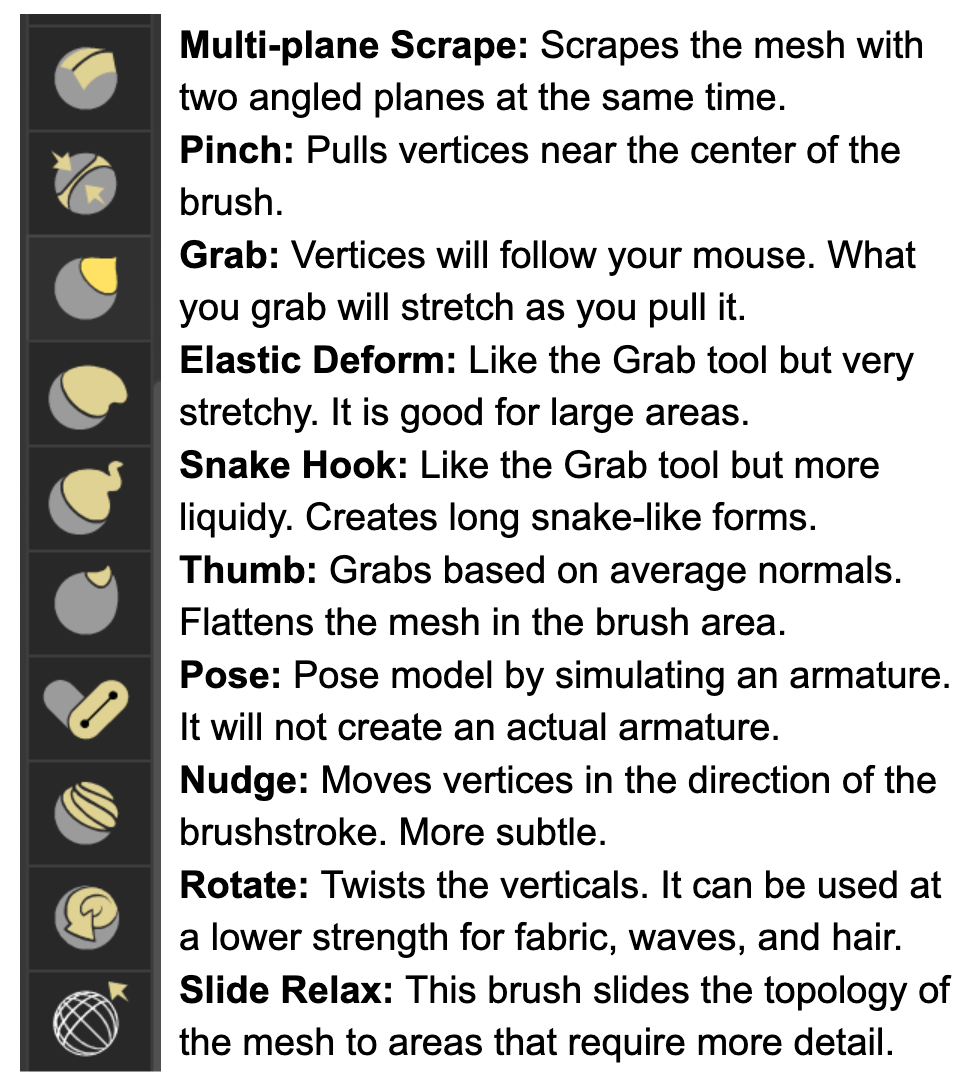 Multi-plane Scrape: Scrapes the mesh with
two angled planes at the same time.
Pinch: Pulls vertices near the center of the
brush.
Grab: Vertices will follow your mouse. What
you grab will stretch as you pull it.
Elastic Deform: Like the Grab tool but very
stretchy. It is good for large areas.
Snake Hook: Like the Grab tool but more
liquidy. Creates long snake-like forms.
Thumb: Grabs based on average normals.
Flattens the mesh in the brush area.
Pose: Pose model by simulating an armature.
It will not create an actual armature.
Nudge: Moves vertices in the direction of the
brushstroke. More subtle.
Rotate: Twists the verticals. It can be used at
a lower strength for fabric, waves, and hair.
Slide Relax: This brush slides the topology of
the mesh to areas that require more detail.